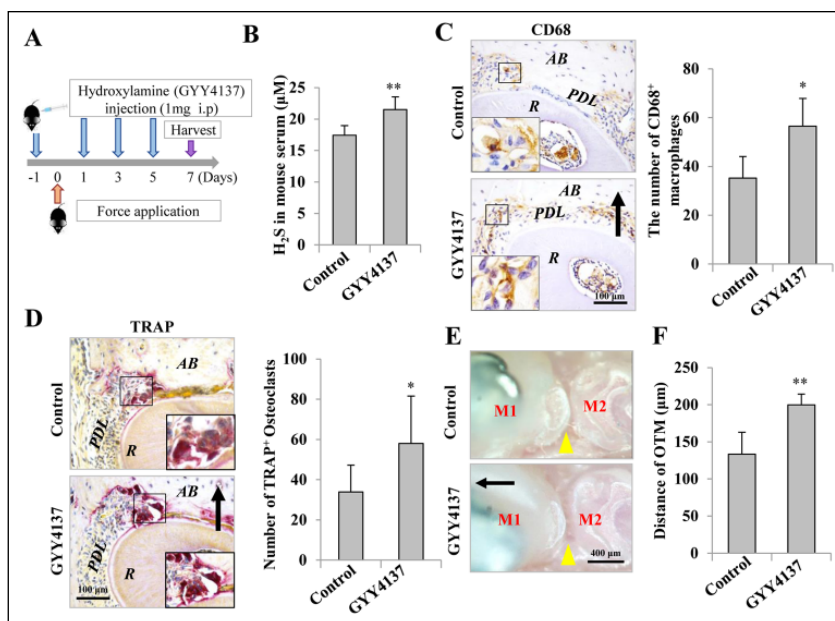 A
Hydroxylamine (GYY4137)
injection (1mg i.p)
Harvest
-1 0 1 3 5 7 (Days)
Force application
B
H₂S in mouse serum (μM)
25
20
15
10
5
0
**
Control
GYY4137
C
CD68
Control
AB
PDL
R
GYY4137
AB
PDL
R
100 μm
The number of CD68⁺
macrophages
80
60
40
20
0
*
Control
GYY4137
D
TRAP
Control
AB
PDL
R
GYY4137
AB
PDL
R
100 μm
Number of TRAP⁺ Osteoclasts
100
80
60
40
20
0
*
Control
GYY4137
E
Control
M1
M2
GYY4137
M1
M2
400 μm
F
Distance of OTM (μm)
250
200
150
100
50
0
**
Control
GYY4137